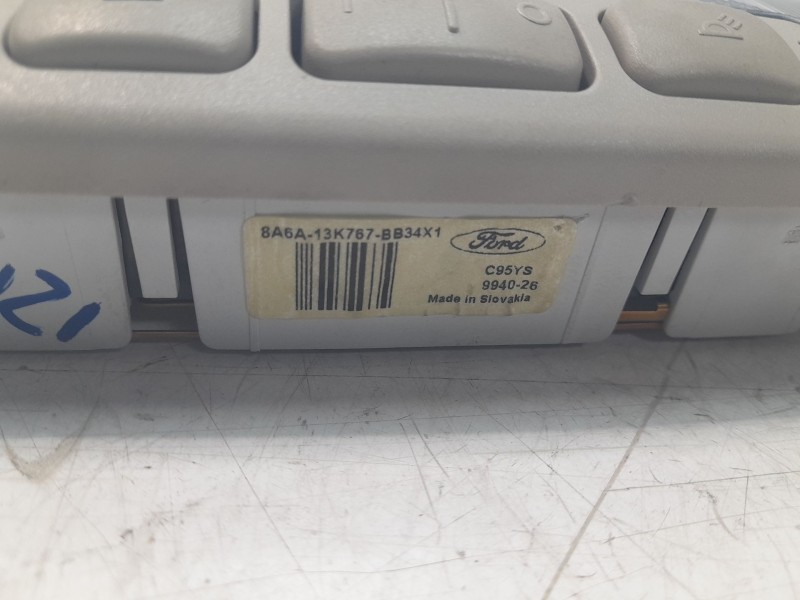 8A6A-13K767-BB34X1
Ford
C95YS
9940-26
Made in Slovakia